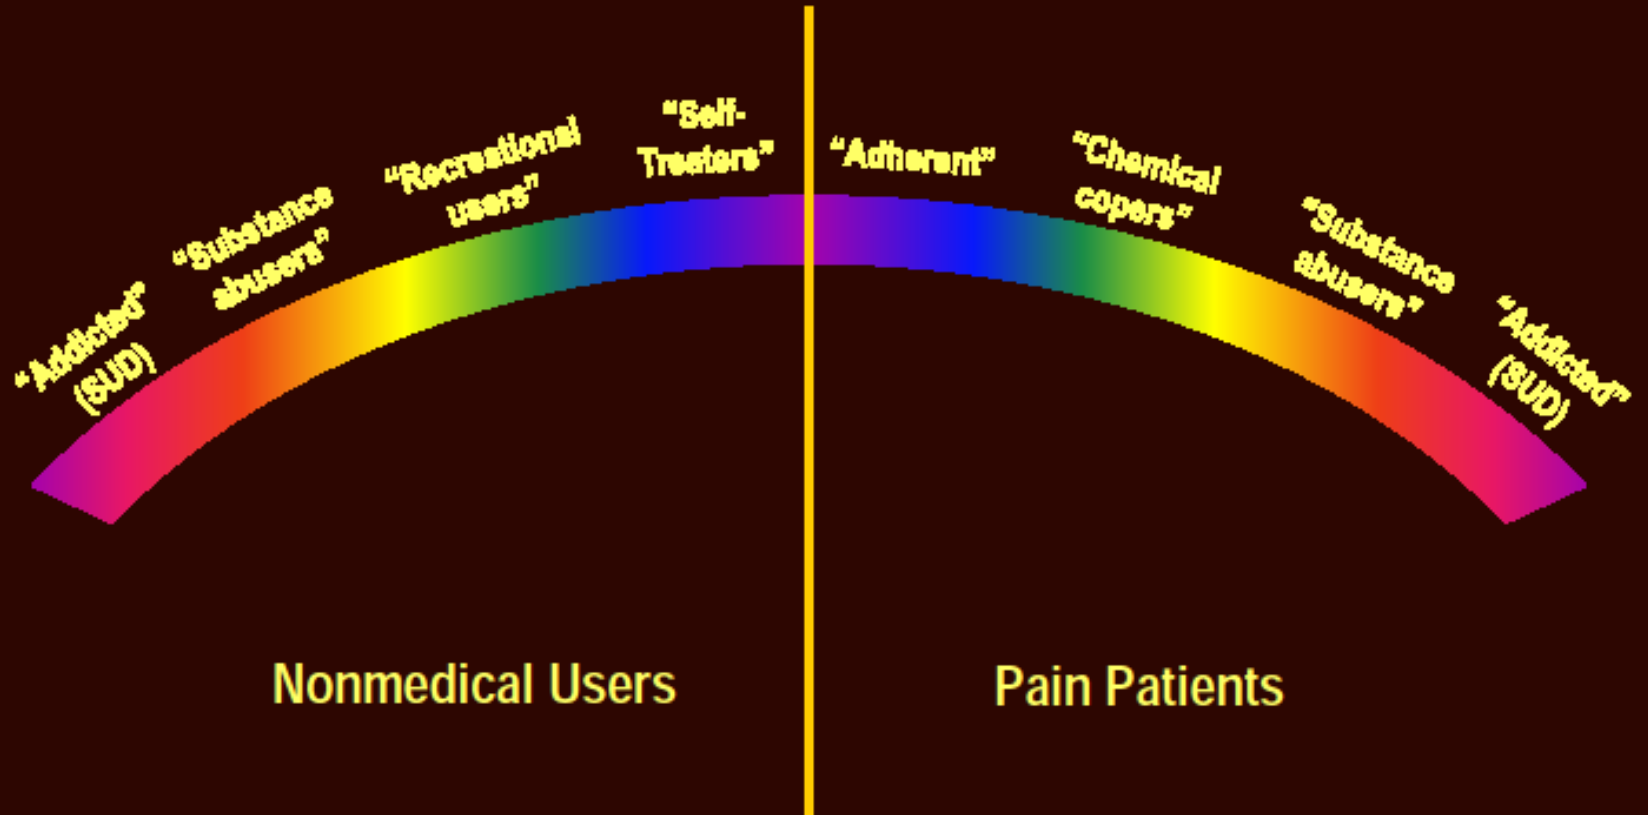 “Addicted”
(SUD)
“Substance
abusers”
“Recreational
users”
“Self-
Treaters”
“Adherent”
“Chemical
copers”
“Substance
abusers”
“Addicted”
(SUD)
Nonmedical Users
Pain Patients